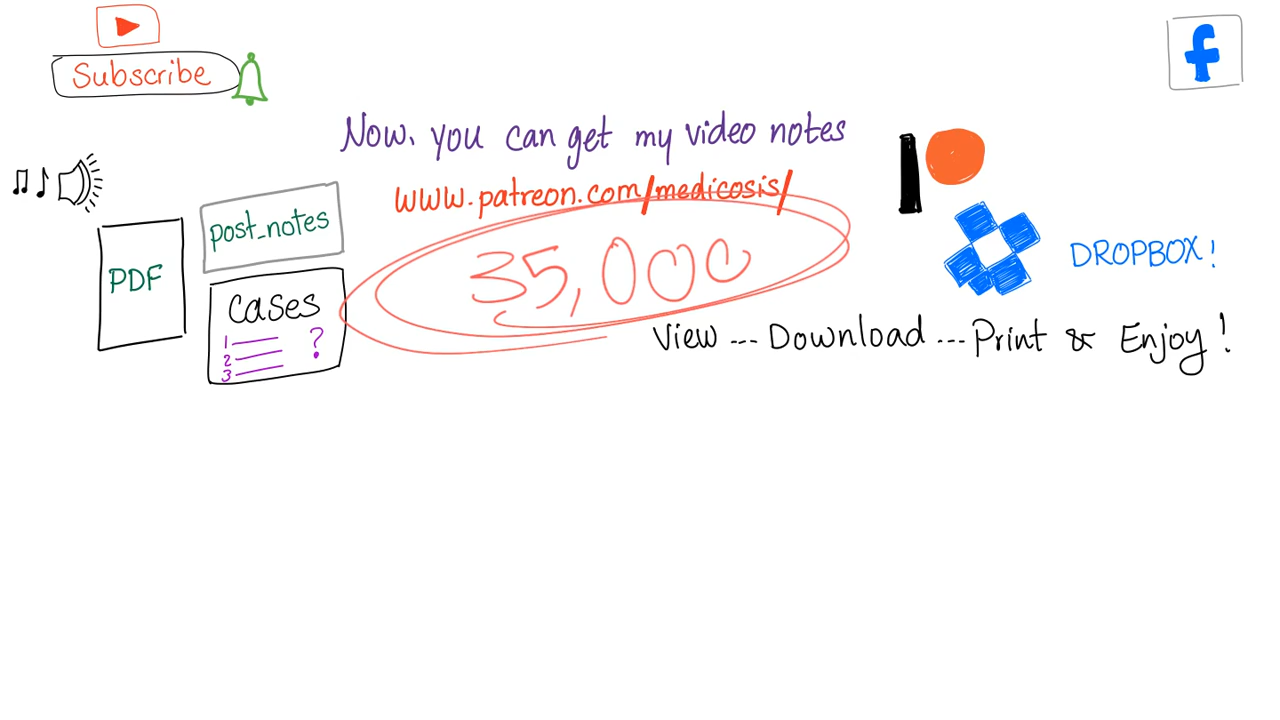 Subscribe
Now, you can get my video notes
www.patreon.com/medicosis/
post_notes
PDF
35,000
DROPBOX!
Cases
1
2
3
?
View --- Download --- Print & Enjoy!